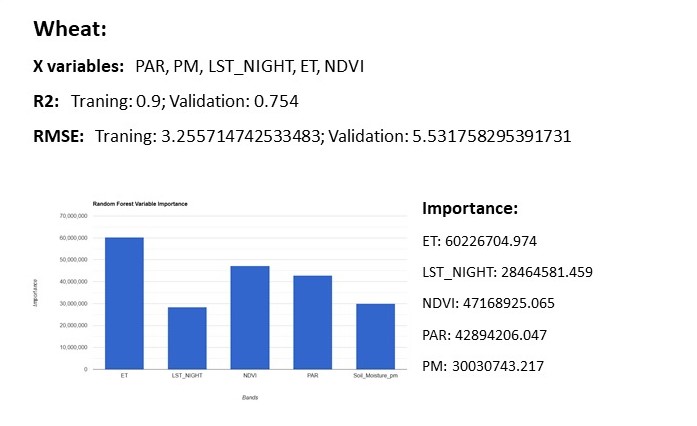 Wheat:
X variables: PAR, PM, LST_NIGHT, ET, NDVI
R2: Traning: 0.9; Validation: 0.754
RMSE: Traning: 3.255714742533483; Validation: 5.531758295391731
Random Forest Variable Importance
70,000,000
60,000,000
50,000,000
40,000,000
30,000,000
20,000,000
10,000,000
0
Importance
ET LST_NIGHT NDVI PAR Soil_Moisture_pm
Bands
Importance:
ET: 60226704.974
LST_NIGHT: 28464581.459
NDVI: 47168925.065
PAR: 42894206.047
PM: 30030743.217